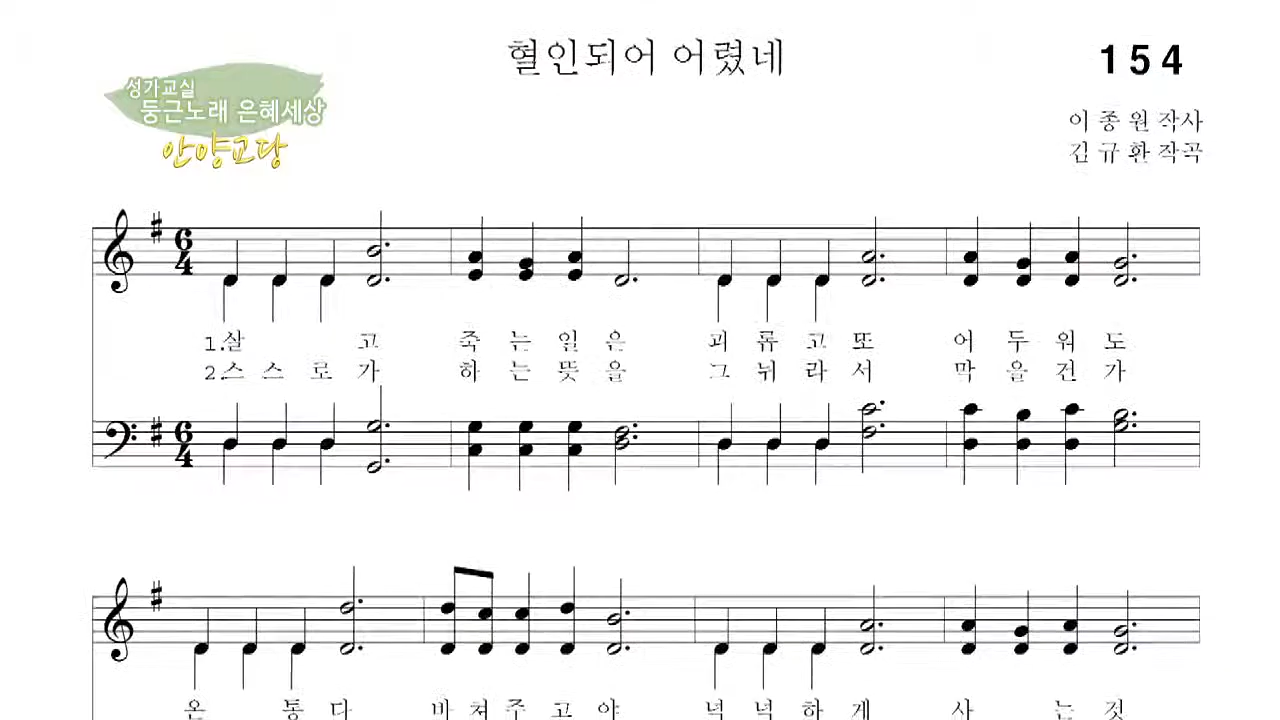 혈인되어 어렸네
154
성가교실
둥근노래 은혜세상
안양교당
이종원 작사
김규환 작곡
6 4
1.살 고 죽 는 일 은 괴 롭 고 또 어 두 워 도
2.스 스 로 가 하 는 뜻 을 그 뉘 라 서 막 을 건 가
6 4
온 통 다 바 쳐 주 고 야 넉 넉 하 게 사 는 것